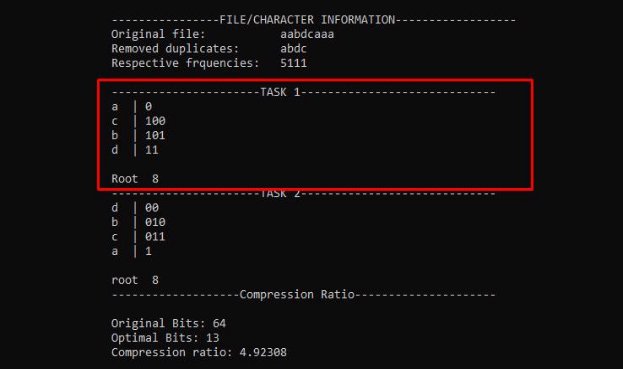 ----------------FILE/CHARACTER INFORMATION------------------
Original file:           aabdcaaa
Removed duplicates:      abdc
Respective frquencies:   5111
----------------------TASK 1-----------------------------
a  | 0
c  | 100
b  | 101
d  | 11
Root  8
----------------------TASK 2-----------------------------
d  | 00
b  | 010
c  | 011
a  | 1
root  8
-------------------Compression Ratio---------------------
Original Bits: 64
Optimal Bits: 13
Compression ratio: 4.92308